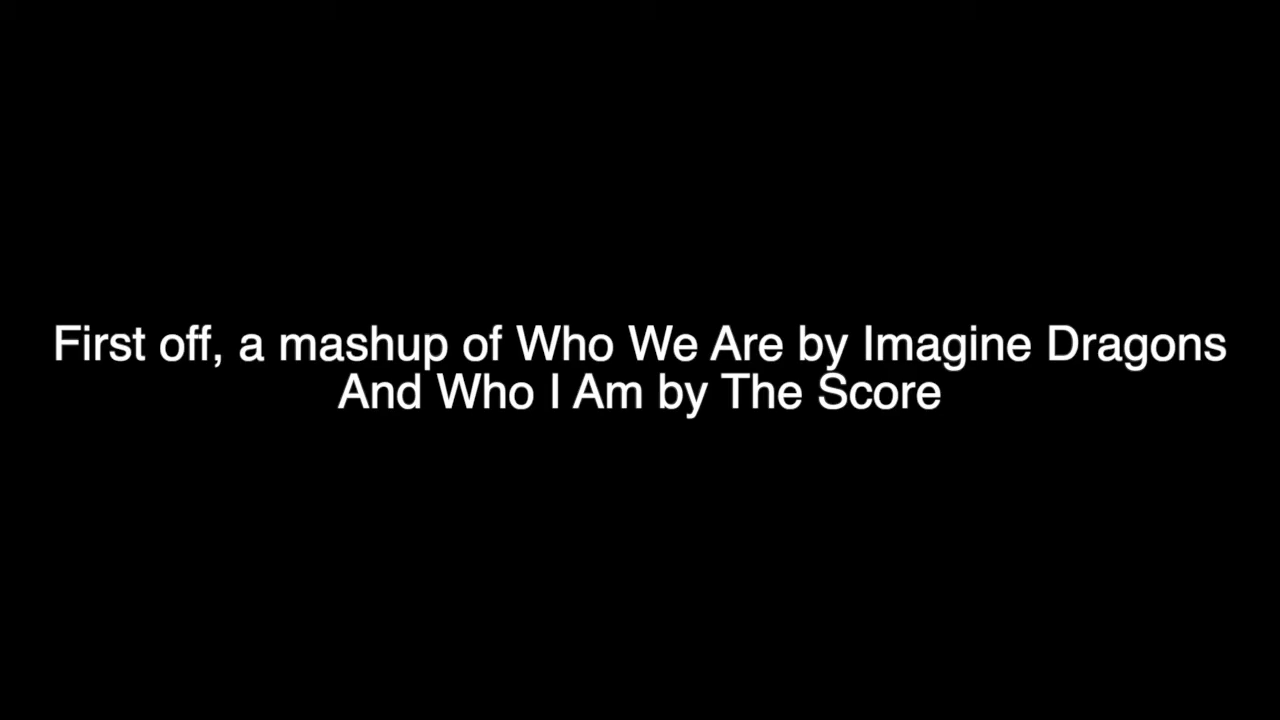 First off, a mashup of Who We Are by Imagine Dragons
And Who I Am by The Score